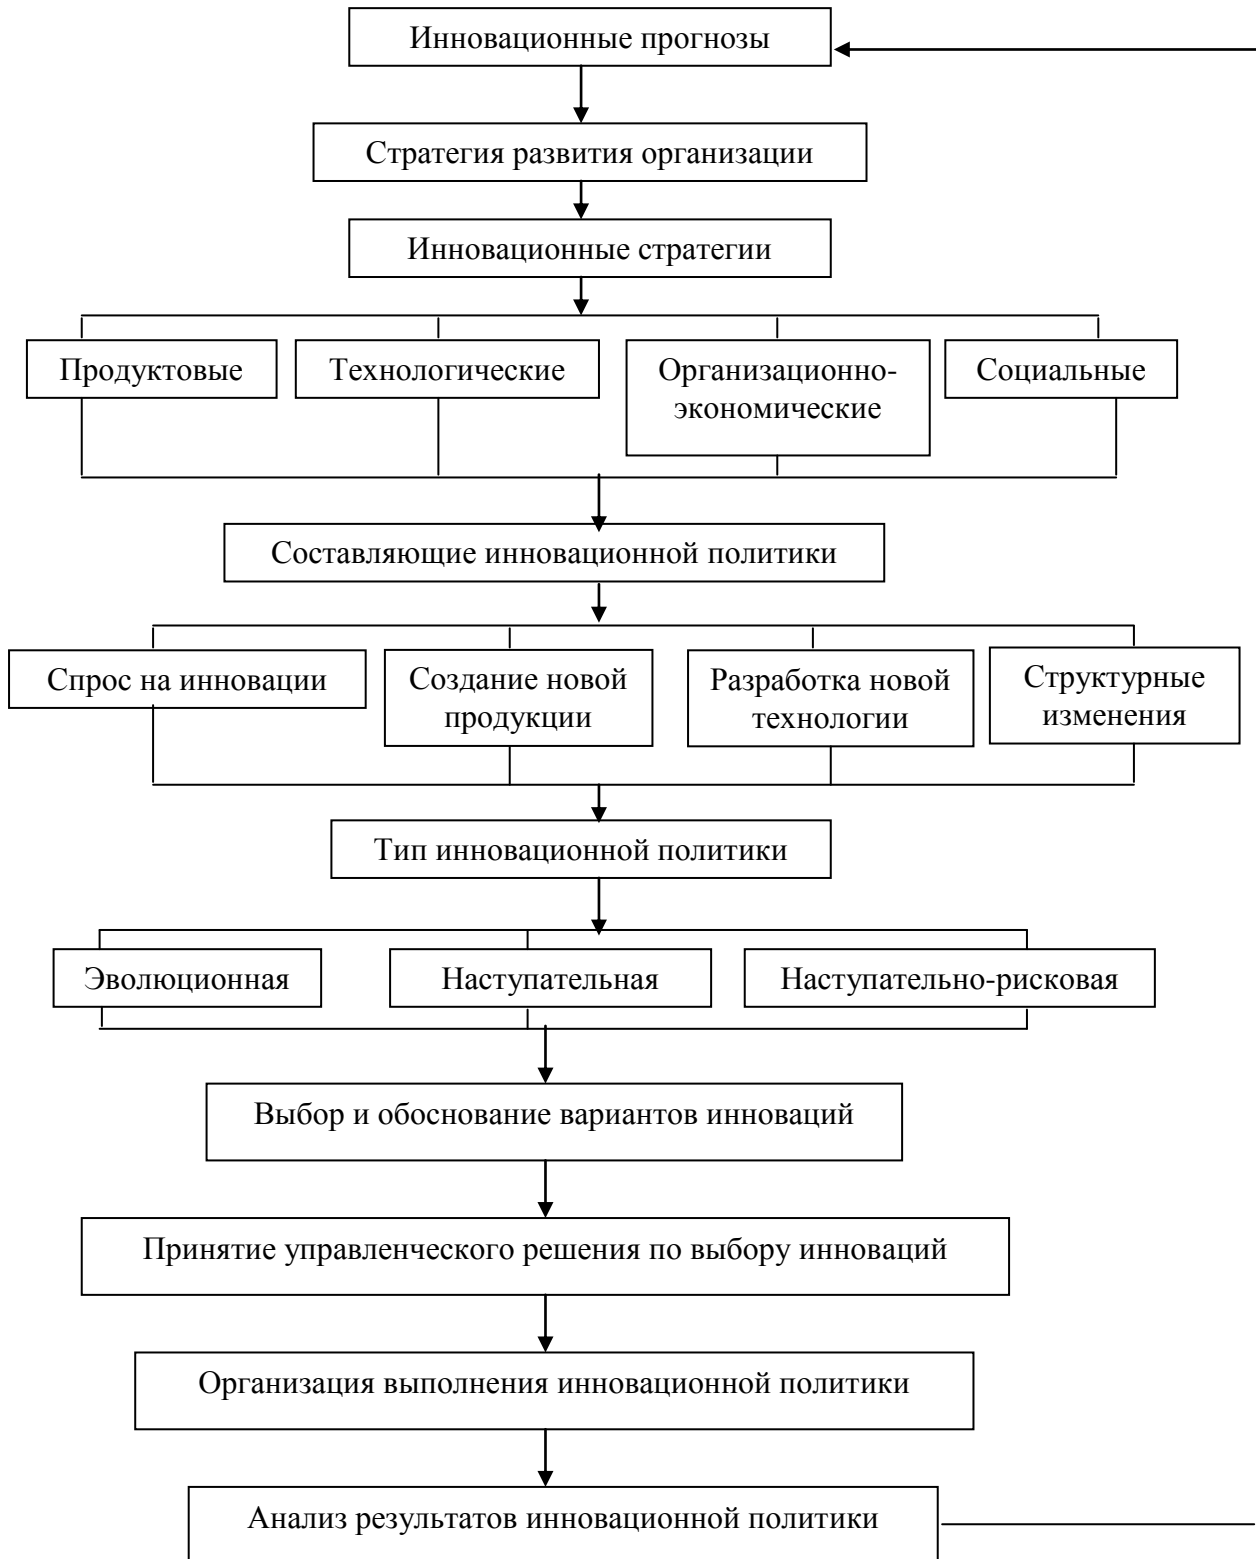 Инновационные прогнозы
Стратегия развития организации
Инновационные стратегии
Продуктовые
Технологические
Организационно-
экономические
Социальные
Составляющие инновационной политики
Спрос на инновации
Создание новой
продукции
Разработка новой
технологии
Структурные
изменения
Тип инновационной политики
Эволюционная
Наступательная
Наступательно-рисковая
Выбор и обоснование вариантов инноваций
Принятие управленческого решения по выбору инноваций
Организация выполнения инновационной политики
Анализ результатов инновационной политики